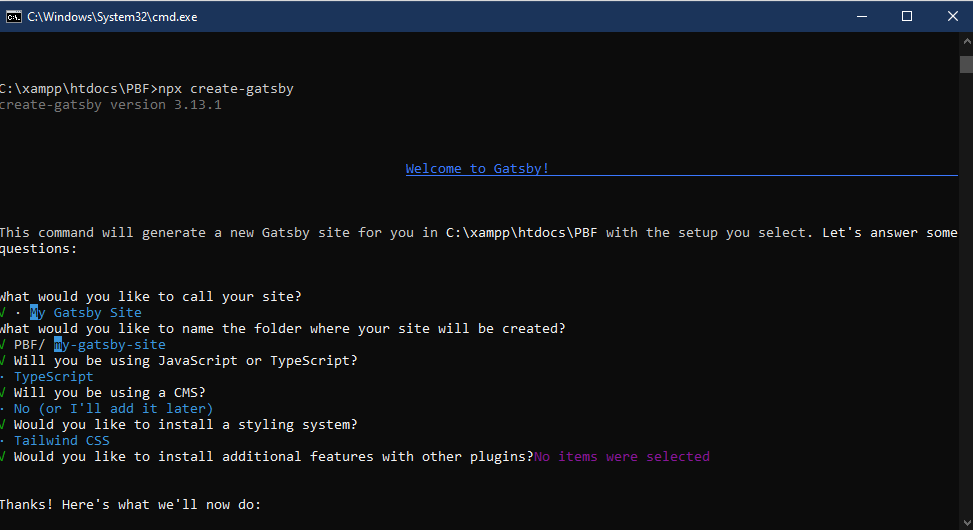 C:\Windows\System32\cmd.exe
C:\xampp\htdocs\PBF>npx create-gatsby
create-gatsby version 3.13.1
Welcome to Gatsby!
This command will generate a new Gatsby site for you in C:\xampp\htdocs\PBF with the setup you select. Let's answer some
questions:
What would you like to call your site?
√ · My Gatsby Site
What would you like to name the folder where your site will be created?
√ PBF/ my-gatsby-site
√ Will you be using JavaScript or TypeScript?
· TypeScript
√ Will you be using a CMS?
· No (or I'll add it later)
√ Would you like to install a styling system?
· Tailwind CSS
√ Would you like to install additional features with other plugins?No items were selected
Thanks! Here's what we'll now do: